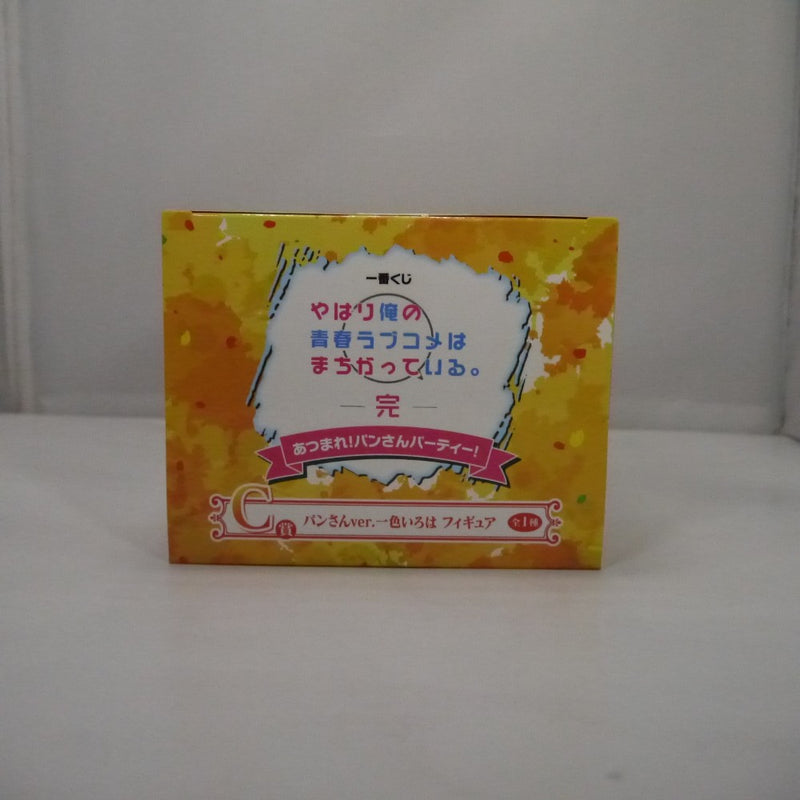 一番くじ
やはり俺の
青春ラブコメは
まちがっている。
完
あつまれ!パンさんパーティー!
C賞 パンさんver.一色いろは フィギュア 全1種